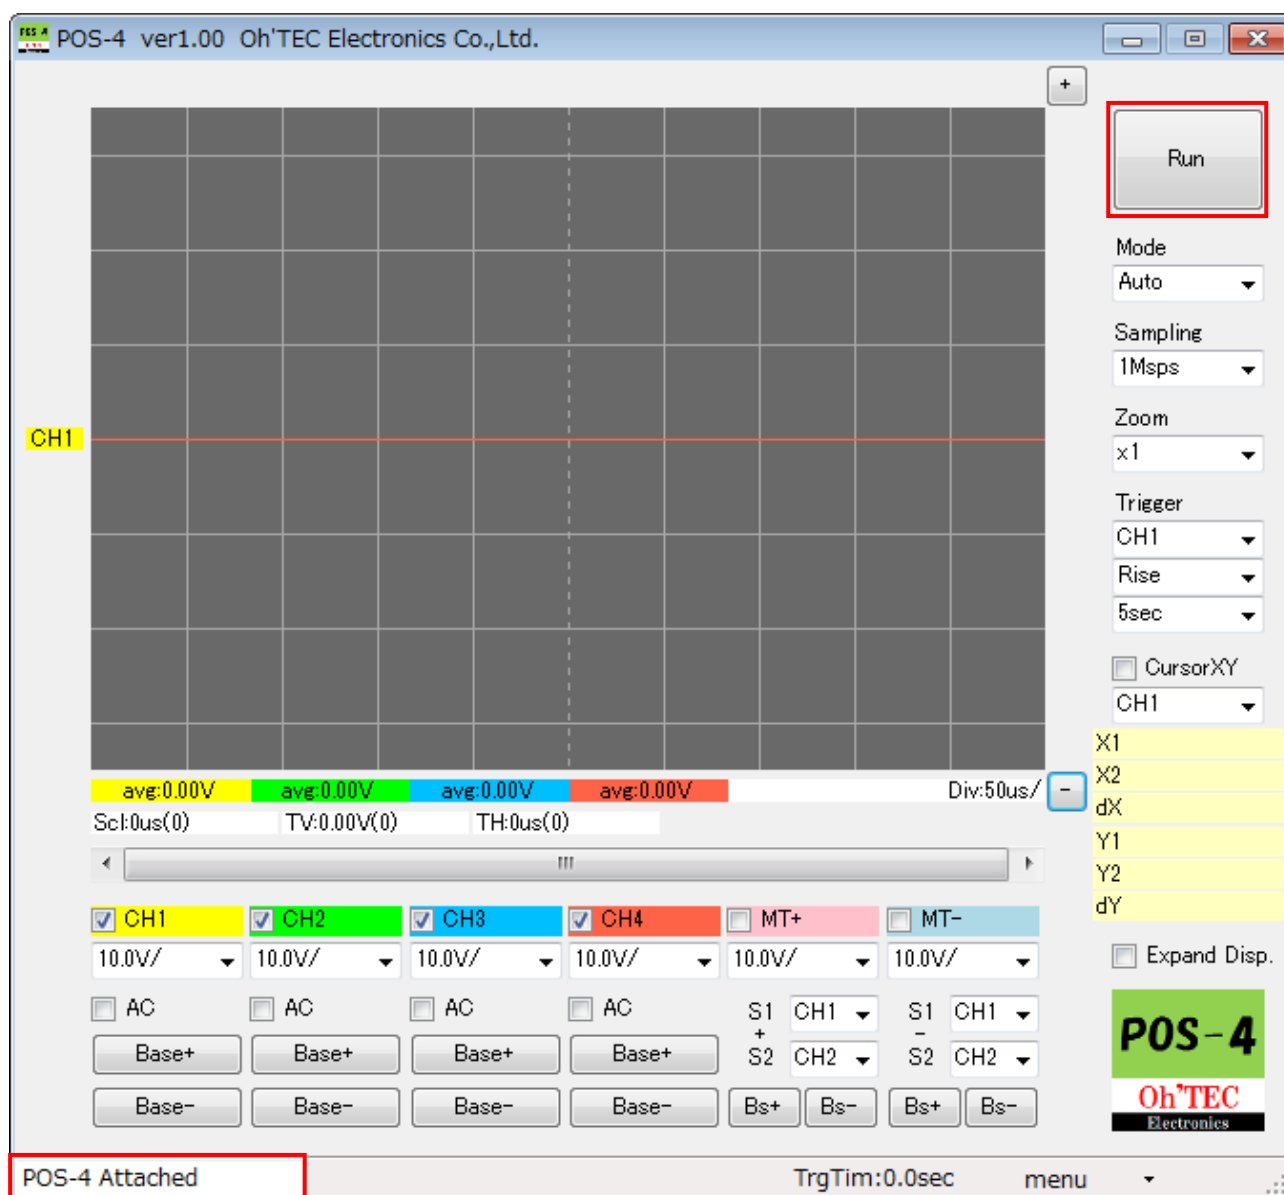 POS-4 ver1.00 Oh'TEC Electronics Co.,Ltd.
+
Run
Mode
Auto
Sampling
1Msps
Zoom
x1
CH1
Trigger
CH1
Rise
5sec
CursorXY
CH1
X1
X2
dX
Y1
Y2
dY
avg:0.00V avg:0.00V avg:0.00V avg:0.00V Div:50us/ -
Scl:0us(0) TV:0.00V(0) TH:0us(0)
CH1 CH2 CH3 CH4 MT+ MT-
10.0V/ 10.0V/ 10.0V/ 10.0V/ 10.0V/ 10.0V/
Expand Disp.
AC AC AC AC S1 CH1 S1 CH1
+ -
Base+ Base+ Base+ Base+ S2 CH2 S2 CH2
Base- Base- Base- Base- Bs+ Bs- Bs+ Bs-
POS-4
Oh'TEC
Electronics
POS-4 Attached TrgTim:0.0sec menu